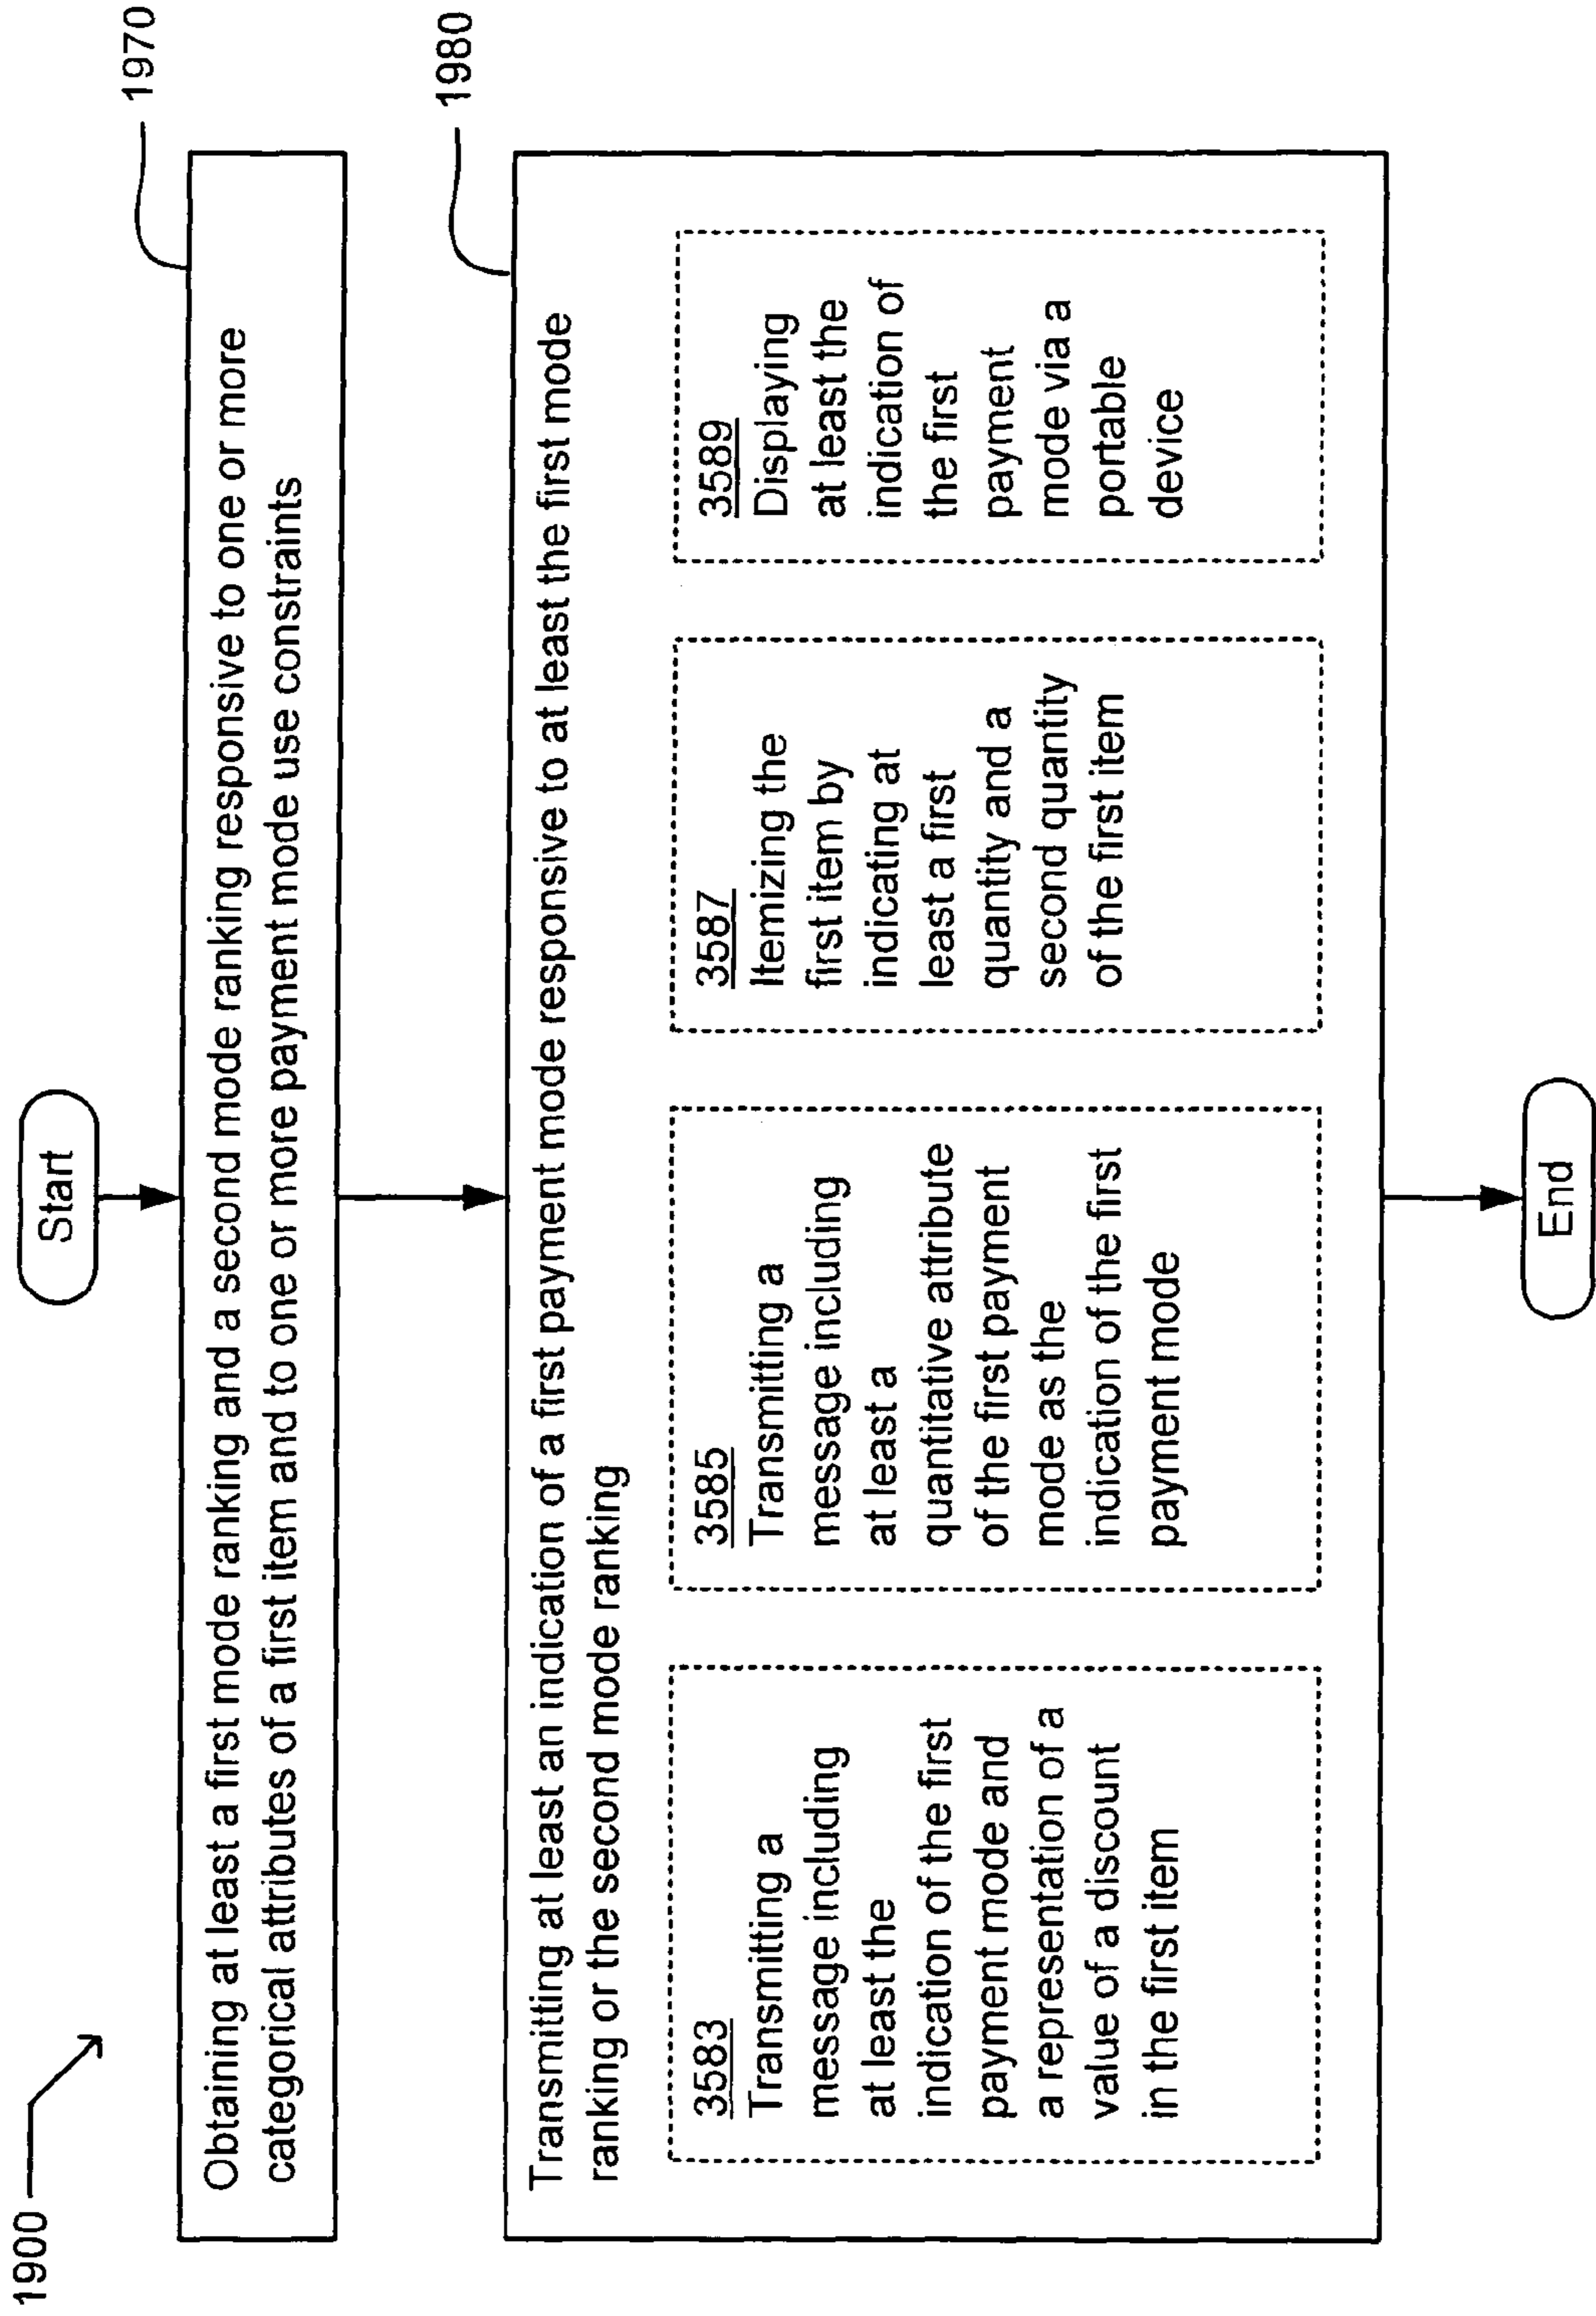 1900
Start
1970
Obtaining at least a first mode ranking and a second mode ranking responsive to one or more
categorical attributes of a first item and to one or more payment mode use constraints
1980
Transmitting at least an indication of a first payment mode responsive to at least the first mode
ranking or the second mode ranking
3583
Transmitting a
message including
at least the
indication of the first
payment mode and
a representation of a
value of a discount
in the first item
3585
Transmitting a
message including
at least a
quantitative attribute
of the first payment
mode as the
indication of the first
payment mode
3587
Itemizing the
first item by
indicating at
least a first
quantity and a
second quantity
of the first item
3589
Displaying
at least the
indication of
the first
payment
mode via a
portable
device
End